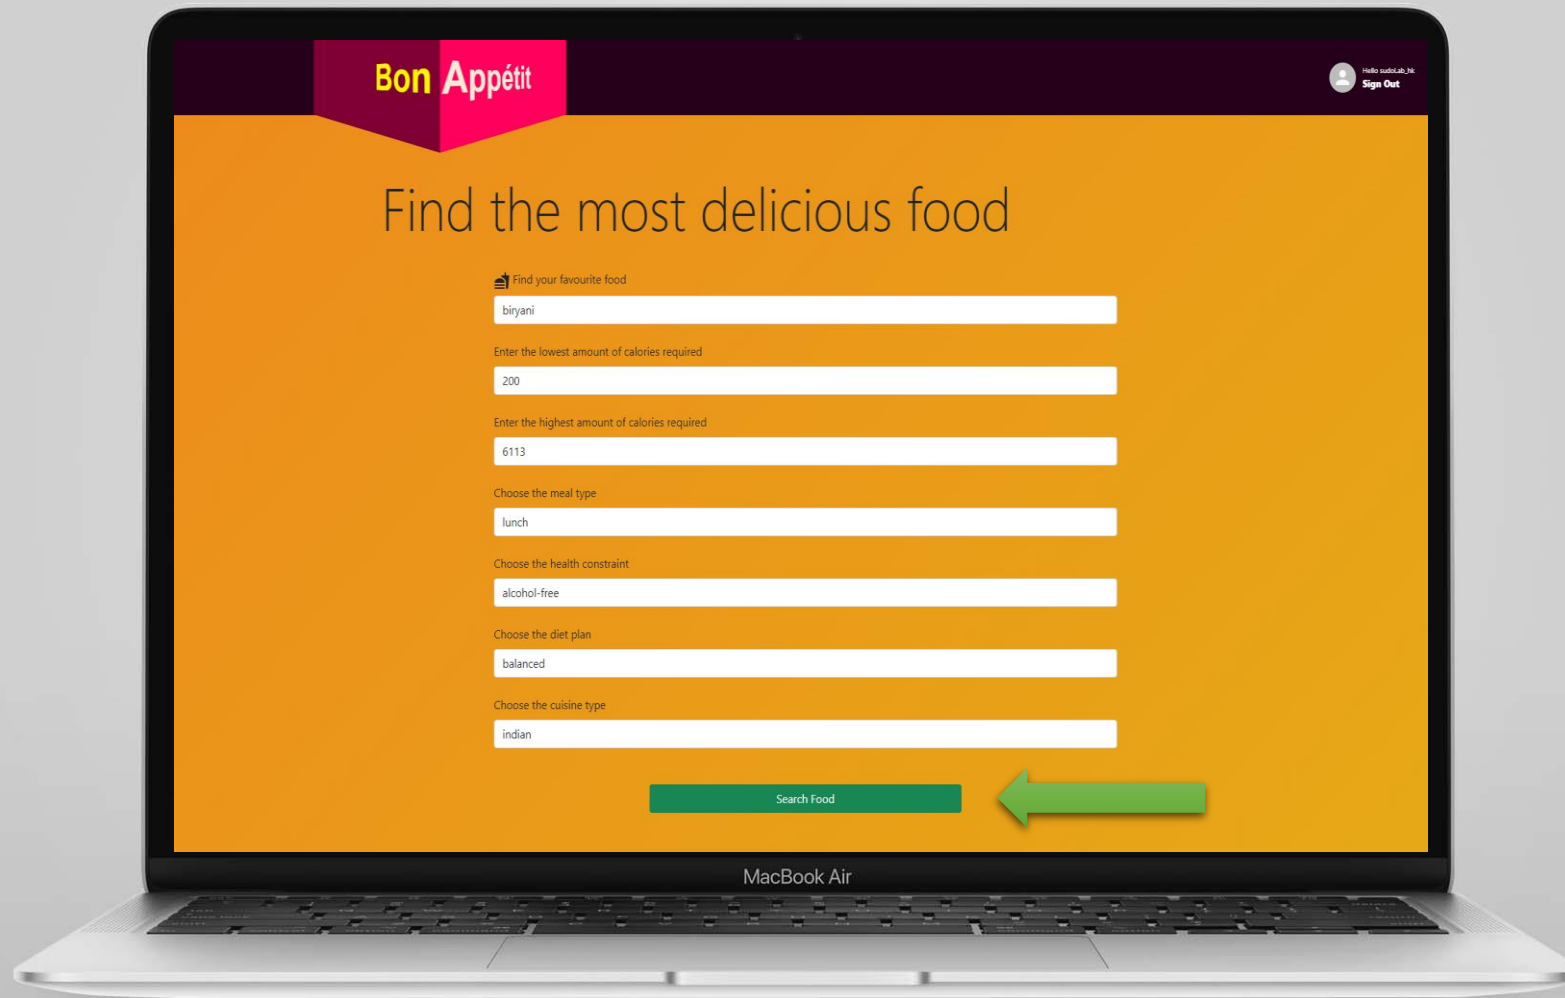 Bon Appétit
Hello sudoLab_hk
Sign Out
Find the most delicious food
Find your favourite food
biryani
Enter the lowest amount of calories required
200
Enter the highest amount of calories required
6113
Choose the meal type
lunch
Choose the health constraint
alcohol-free
Choose the diet plan
balanced
Choose the cuisine type
indian
Search Food
MacBook Air